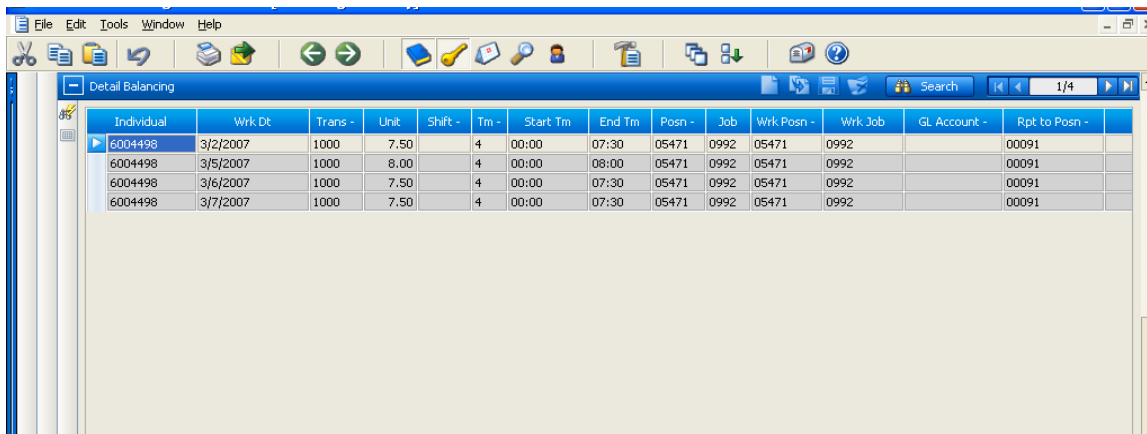 File Edit Tools Window Help
Detail Balancing Search 1/4
Individual Wrk Dt Trans - Unit Shift - Tm - Start Tm End Tm Posn - Job Wrk Posn - Wrk Job GL Account - Rpt to Posn -
6004498 3/2/2007 1000 7.50 4 00:00 07:30 05471 0992 05471 0992 00091
6004498 3/5/2007 1000 8.00 4 00:00 08:00 05471 0992 05471 0992 00091
6004498 3/6/2007 1000 7.50 4 00:00 07:30 05471 0992 05471 0992 00091
6004498 3/7/2007 1000 7.50 4 00:00 07:30 05471 0992 05471 0992 00091